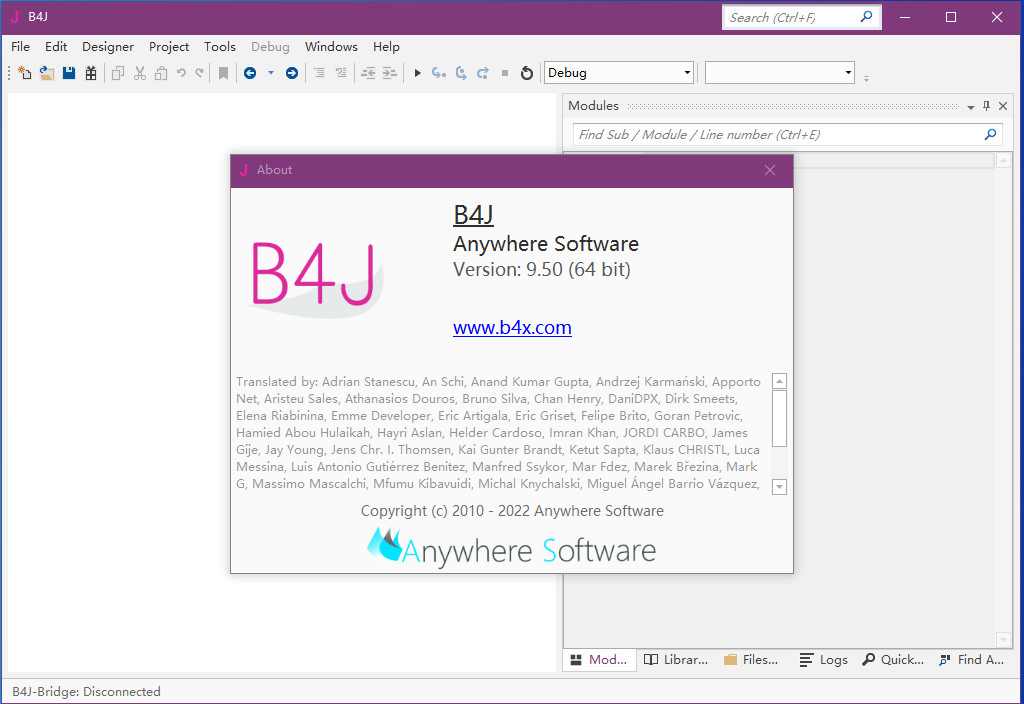 J B4J
Search (Ctrl+F)
File Edit Designer Project Tools Debug Windows Help
Debug
Modules
Find Sub / Module / Line number (Ctrl+E)
J About
B4J
B4J
Anywhere Software
Version: 9.50 (64 bit)
www.b4x.com
Translated by: Adrian Stanescu, An Schi, Anand Kumar Gupta, Andrzej Karmański, Apporto
Net, Aristeu Sales, Athanasios Douros, Bruno Silva, Chan Henry, DaniDPX, Dirk Smeets,
Elena Riabinina, Emme Developer, Eric Artigala, Eric Griset, Felipe Brito, Goran Petrovic,
Hamied Abou Hulaikah, Hayri Aslan, Helder Cardoso, Imran Khan, JORDI CARBO, James
Gije, Jay Young, Jens Chr. I. Thomsen, Kai Gunter Brandt, Ketut Sapta, Klaus CHRISTL, Luca
Messina, Luis Antonio Gutiérrez Benitez, Manfred Ssykor, Mar Fdez, Marek Březina, Mark
G, Massimo Mascalchi, Mfumu Kibavuidi, Michal Knychalski, Miguel Ángel Barrio Vázquez,
Copyright (c) 2010 - 2022 Anywhere Software
Anywhere Software
Mod... Librar... Files... Logs Quick... Find A...
B4J-Bridge: Disconnected